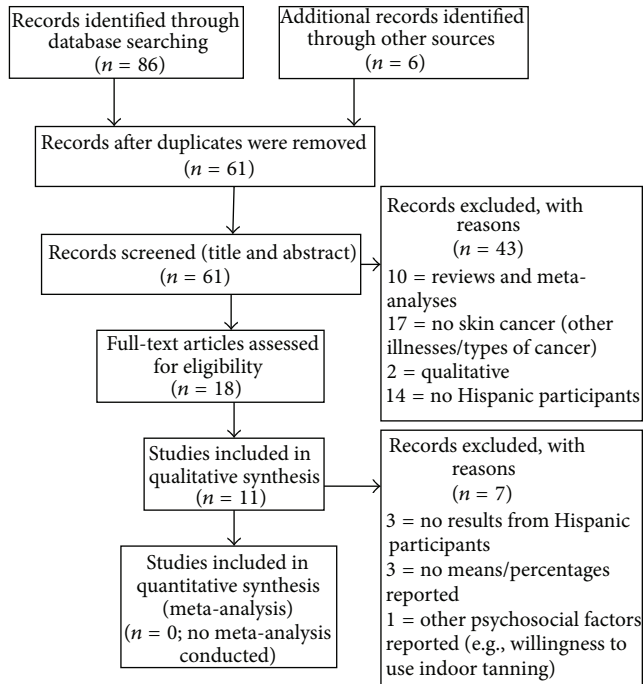 Records identified through
database searching
(n = 86)
Additional records identified
through other sources
(n = 6)
Records after duplicates were removed
(n = 61)
Records screened (title and abstract)
(n = 61)
Records excluded, with
reasons
(n = 43)
10 = reviews and meta-
analyses
17 = no skin cancer (other
illnesses/types of cancer)
2 = qualitative
14 = no Hispanic participants
Full-text articles assessed
for eligibility
(n = 18)
Studies included in
qualitative synthesis
(n = 11)
Records excluded, with
reasons
(n = 7)
3 = no results from Hispanic
participants
3 = no means/percentages
reported
1 = other psychosocial factors
reported (e.g., willingness to
use indoor tanning)
Studies included in
quantitative synthesis
(meta-analysis)
(n = 0; no meta-analysis
conducted)